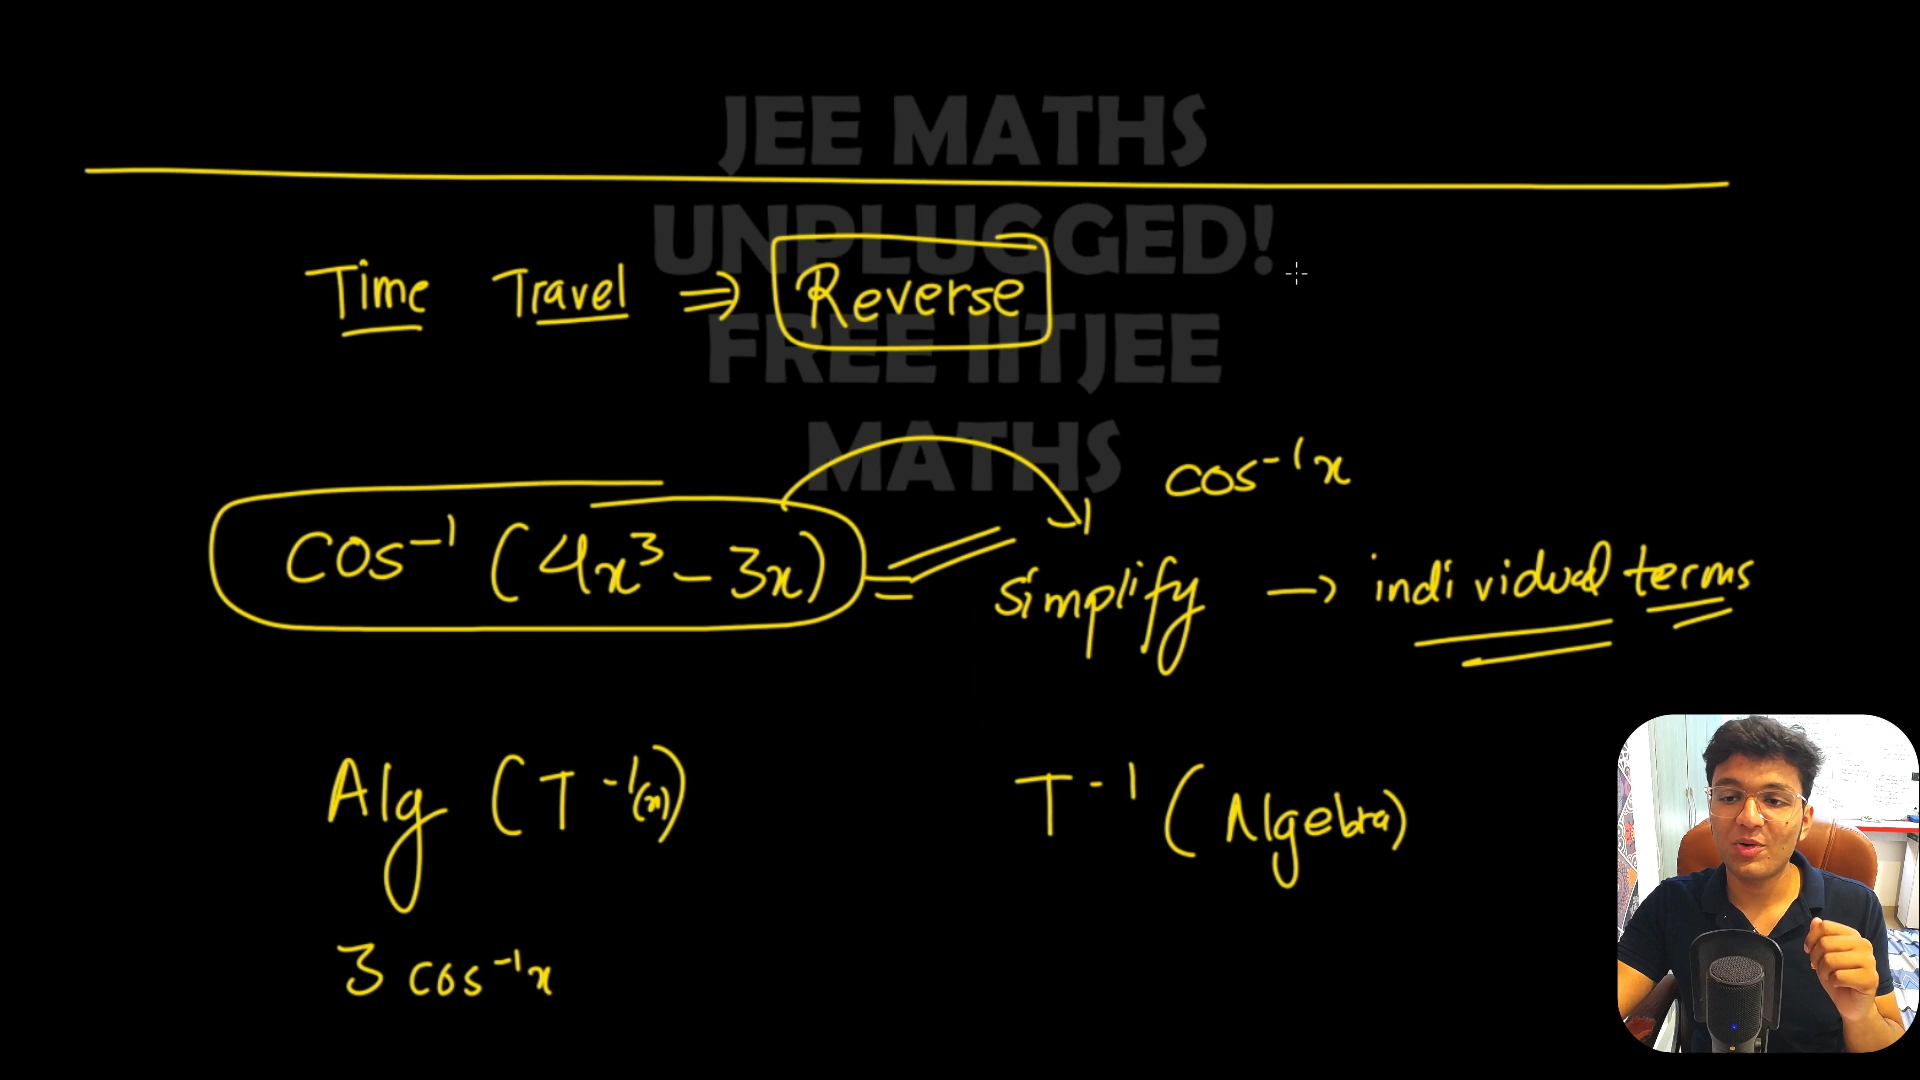 JEE MATHS
UNPLUGGED!
FREE IITJEE
MATHS
Time Travel ⇒ Reverse
cos⁻¹x
cos⁻¹ (4x³ – 3x) = simplify → individual terms
Alg (T⁻¹(x))
T⁻¹ (Algebra)
3 cos⁻¹x